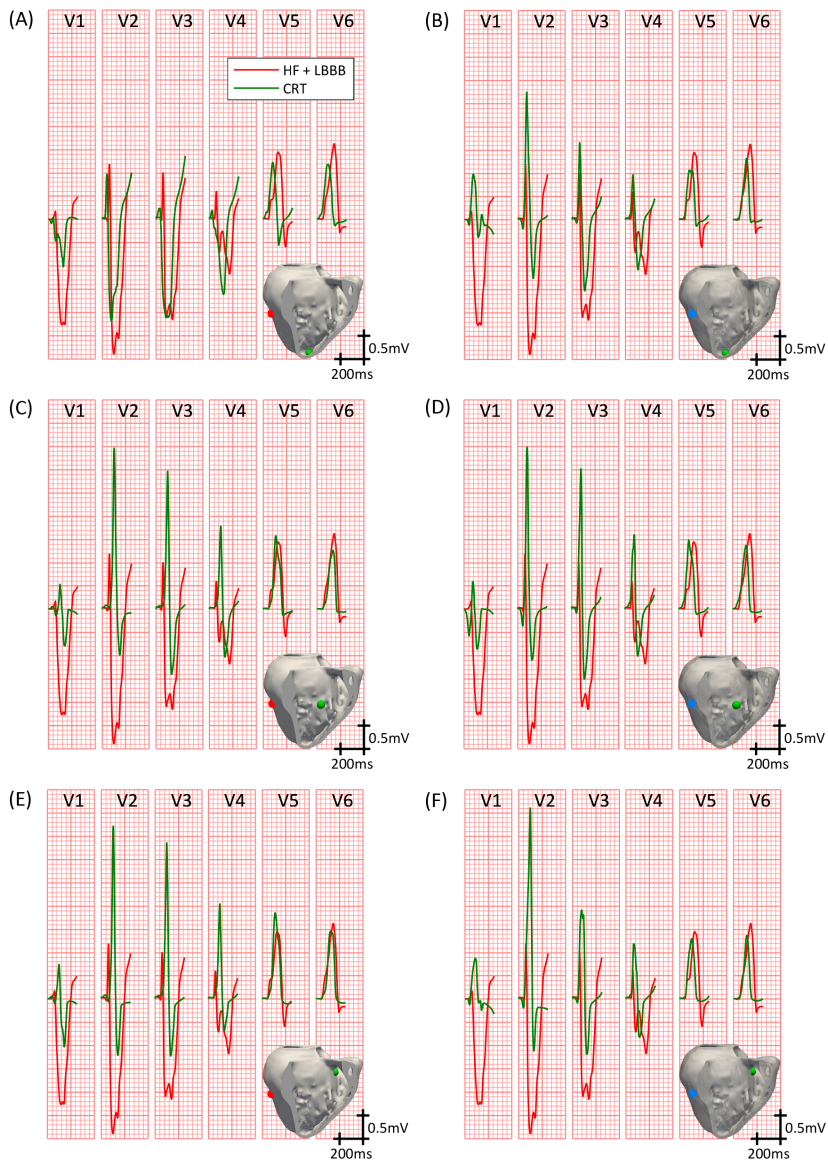 (A) V1 V2 V3 V4 V5 V6
HF + LBBB
CRT
0.5mV
200ms
(B) V1 V2 V3 V4 V5 V6
0.5mV
200ms
(C) V1 V2 V3 V4 V5 V6
0.5mV
200ms
(D) V1 V2 V3 V4 V5 V6
0.5mV
200ms
(E) V1 V2 V3 V4 V5 V6
0.5mV
200ms
(F) V1 V2 V3 V4 V5 V6
0.5mV
200ms